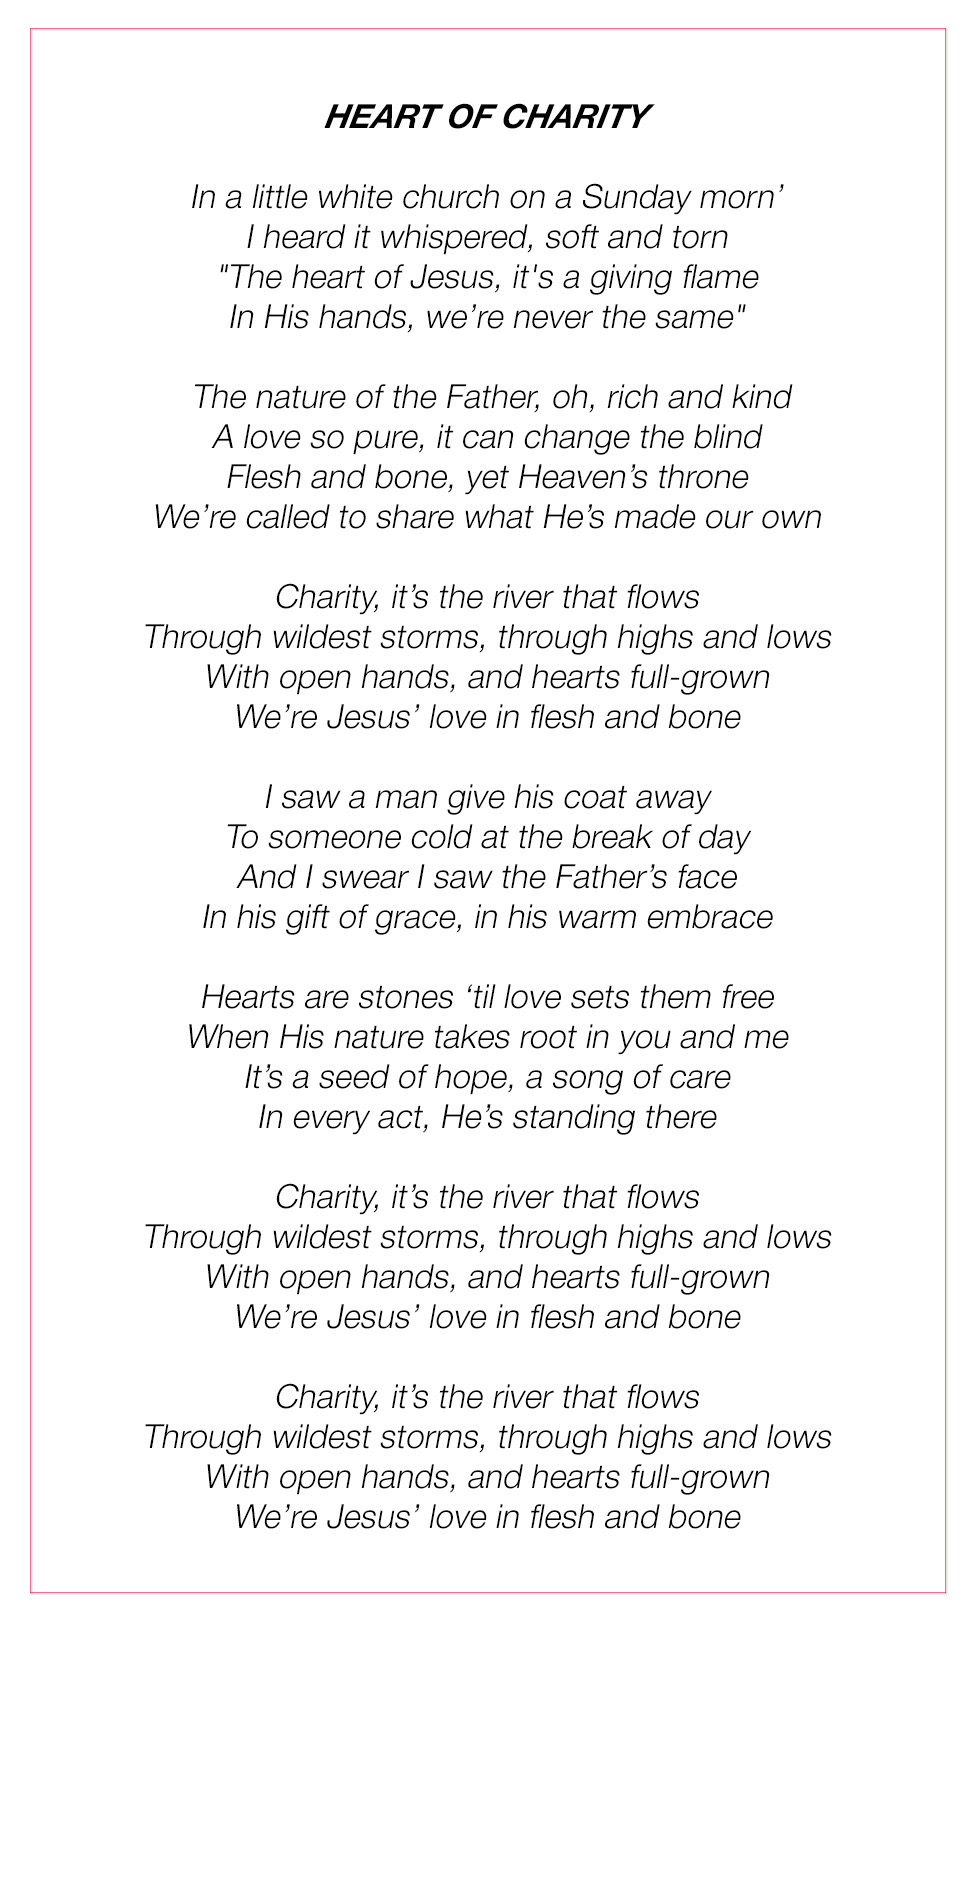 HEART OF CHARITY
In a little white church on a Sunday morn’
I heard it whispered, soft and torn
"The heart of Jesus, it's a giving flame
In His hands, we’re never the same"
The nature of the Father, oh, rich and kind
A love so pure, it can change the blind
Flesh and bone, yet Heaven’s throne
We’re called to share what He’s made our own
Charity, it’s the river that flows
Through wildest storms, through highs and lows
With open hands, and hearts full-grown
We’re Jesus’ love in flesh and bone
I saw a man give his coat away
To someone cold at the break of day
And I swear I saw the Father’s face
In his gift of grace, in his warm embrace
Hearts are stones ‘til love sets them free
When His nature takes root in you and me
It’s a seed of hope, a song of care
In every act, He’s standing there
Charity, it’s the river that flows
Through wildest storms, through highs and lows
With open hands, and hearts full-grown
We’re Jesus’ love in flesh and bone
Charity, it’s the river that flows
Through wildest storms, through highs and lows
With open hands, and hearts full-grown
We’re Jesus’ love in flesh and bone